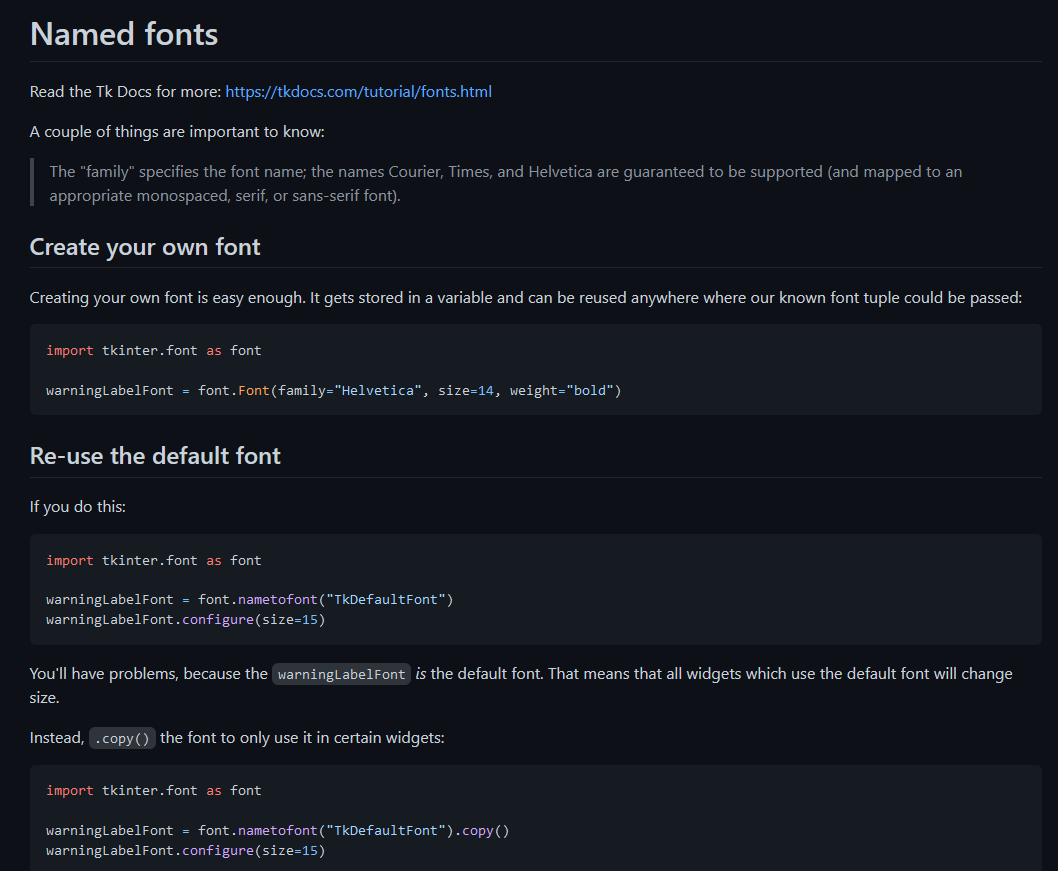 Named fonts
Read the Tk Docs for more: https://tkdocs.com/tutorial/fonts.html
A couple of things are important to know:
The "family" specifies the font name; the names Courier, Times, and Helvetica are guaranteed to be supported (and mapped to an
appropriate monospaced, serif, or sans-serif font).
Create your own font
Creating your own font is easy enough. It gets stored in a variable and can be reused anywhere where our known font tuple could be passed:
import tkinter.font as font
warningLabelFont = font.Font(family="Helvetica", size=14, weight="bold")
Re-use the default font
If you do this:
import tkinter.font as font
warningLabelFont = font.nametofont("TkDefaultFont")
warningLabelFont.configure(size=15)
You'll have problems, because the warningLabelFont is the default font. That means that all widgets which use the default font will change
size.
Instead, .copy() the font to only use it in certain widgets:
import tkinter.font as font
warningLabelFont = font.nametofont("TkDefaultFont").copy()
warningLabelFont.configure(size=15)